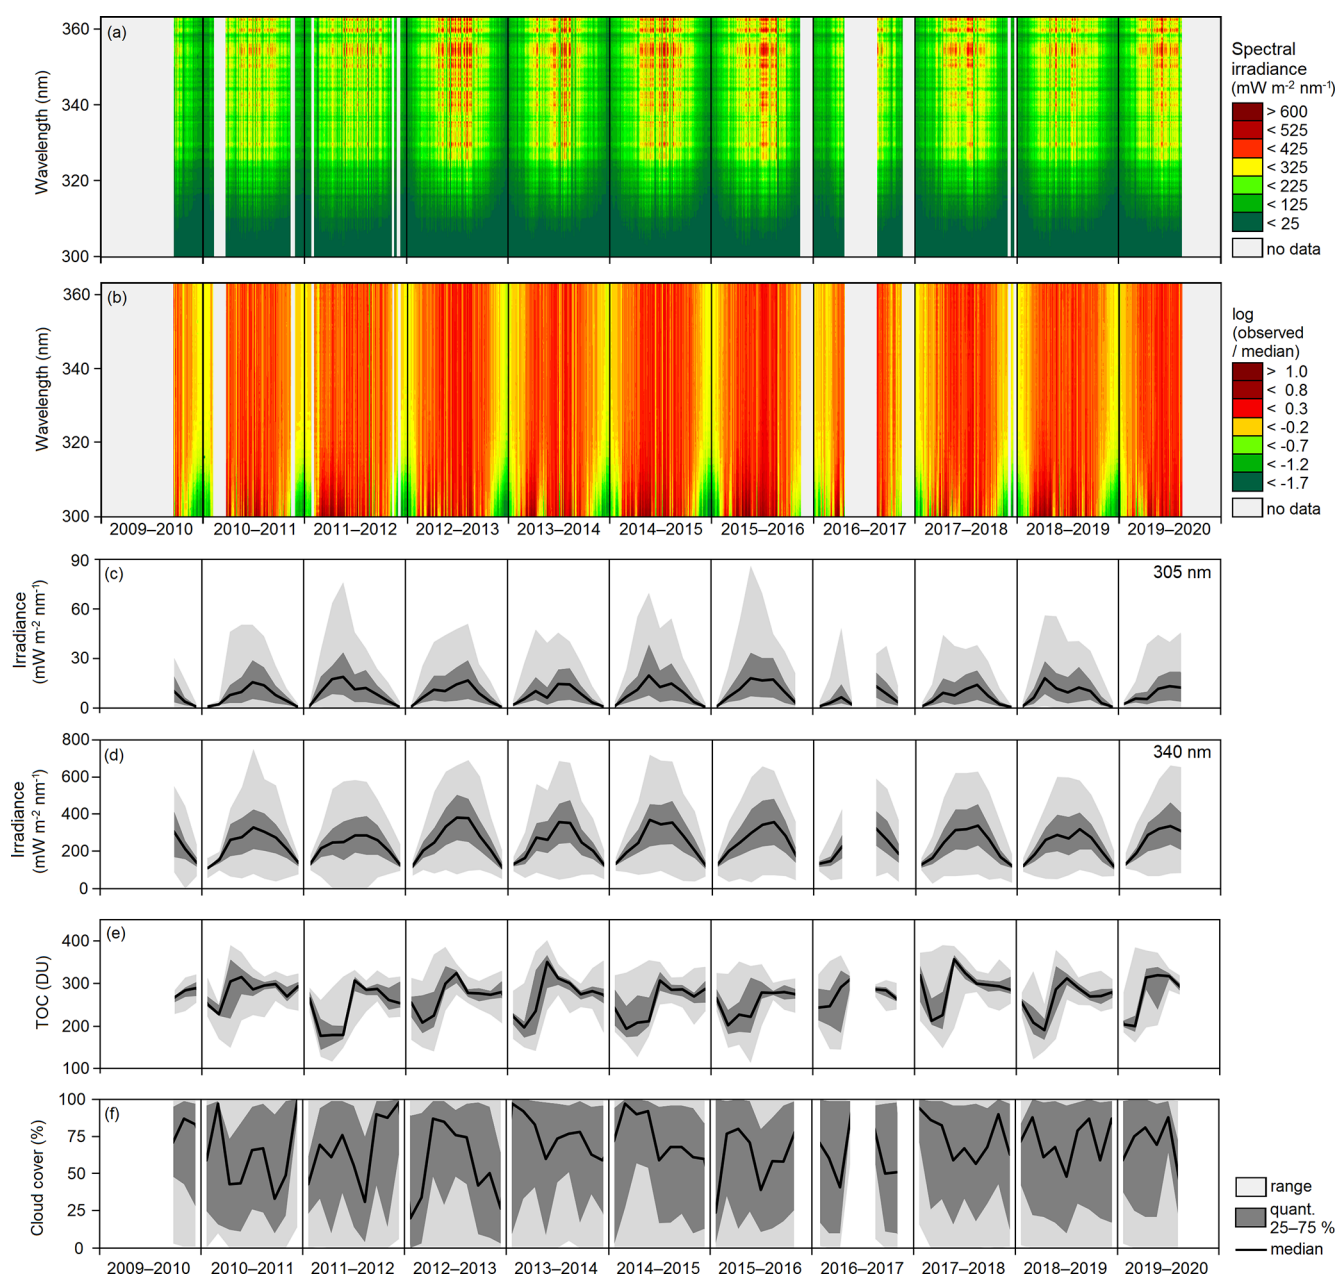 (a)
Wavelength (nm)
360
340
320
300
Spectral
irradiance
(mW m-2 nm-1)
> 600
< 525
< 425
< 325
< 225
< 125
< 25
no data
(b)
Wavelength (nm)
360
340
320
300
log
(observed
/ median)
> 1.0
< 0.8
< 0.3
< -0.2
< -0.7
< -1.2
< -1.7
no data
2009–2010 2010–2011 2011–2012 2012–2013 2013–2014 2014–2015 2015–2016 2016–2017 2017–2018 2018–2019 2019–2020
(c)
305 nm
Irradiance
(mW m-2 nm-1)
90
60
30
0
(d)
340 nm
Irradiance
(mW m-2 nm-1)
800
600
400
200
0
(e)
TOC (DU)
400
300
200
100
(f)
Cloud cover (%)
100
75
50
25
0
range
quant.
25–75 %
median
2009–2010 2010–2011 2011–2012 2012–2013 2013–2014 2014–2015 2015–2016 2016–2017 2017–2018 2018–2019 2019–2020